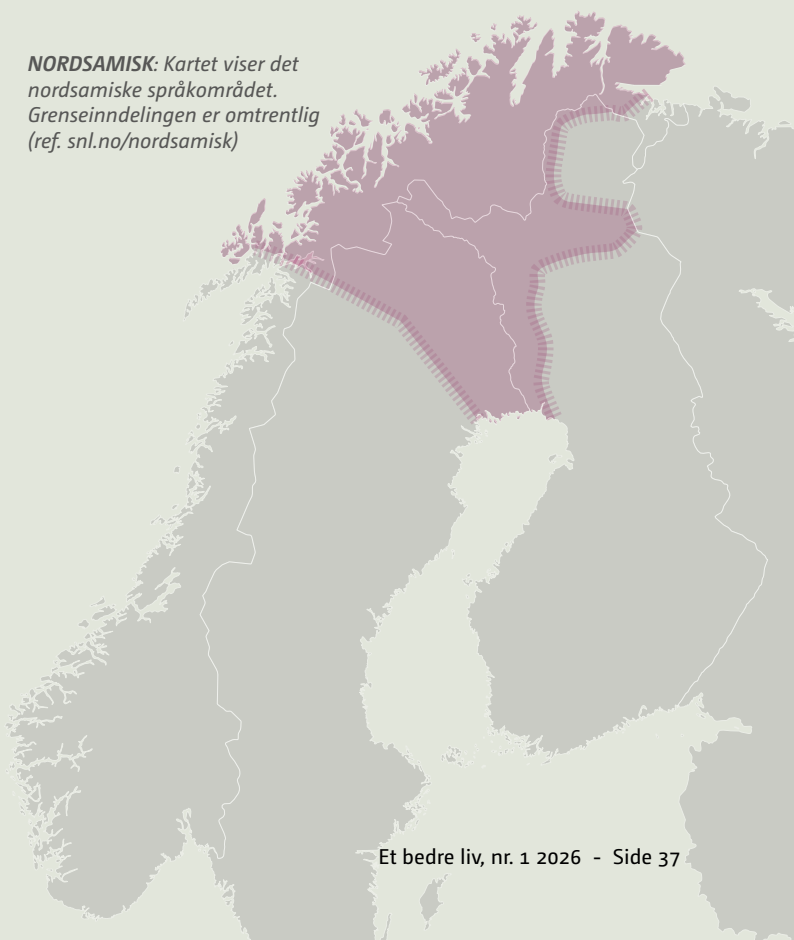 NORDSAMISK: Kartet viser det
nordsamiske språkområdet.
Grenseinndelingen er omtrentlig
(ref. snl.no/nordsamisk)
Et bedre liv, nr. 1 2026 - Side 37